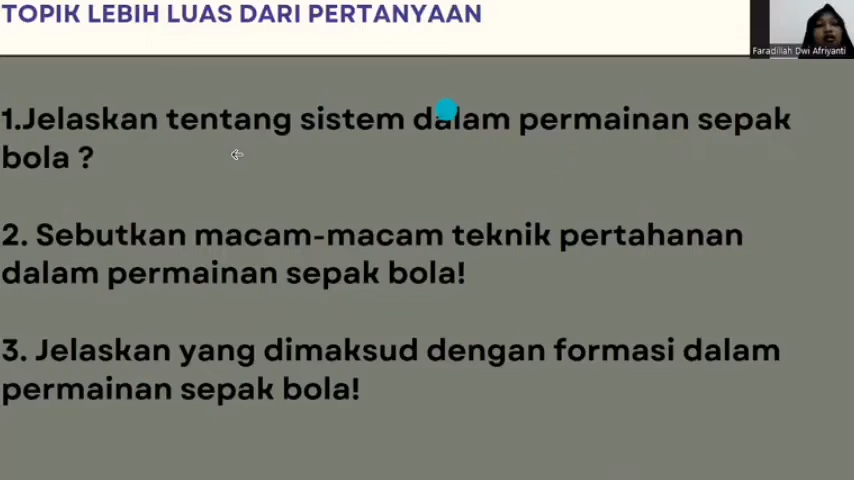 TOPIK LEBIH LUAS DARI PERTANYAAN
Faradillah Dwi Afriyanti
1.Jelaskan tentang sistem dalam permainan sepak
bola ?
2. Sebutkan macam-macam teknik pertahanan
dalam permainan sepak bola!
3. Jelaskan yang dimaksud dengan formasi dalam
permainan sepak bola!